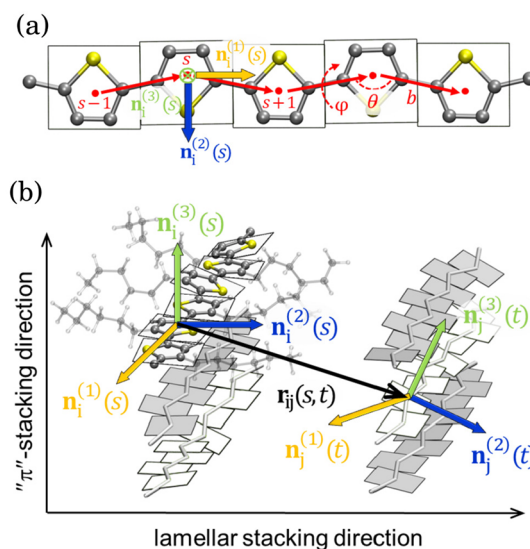 (a)
s
n_i^(1)(s)
s−1
n_i^(3)(s)
s+1
φ
θ
b
n_i^(2)(s)
(b)
n_i^(3)(s)
n_j^(3)(t)
n_i^(2)(s)
n_i^(1)(s)
r_ij(s,t)
n_j^(1)(t)
n_j^(2)(t)
"π"-stacking direction
lamellar stacking direction